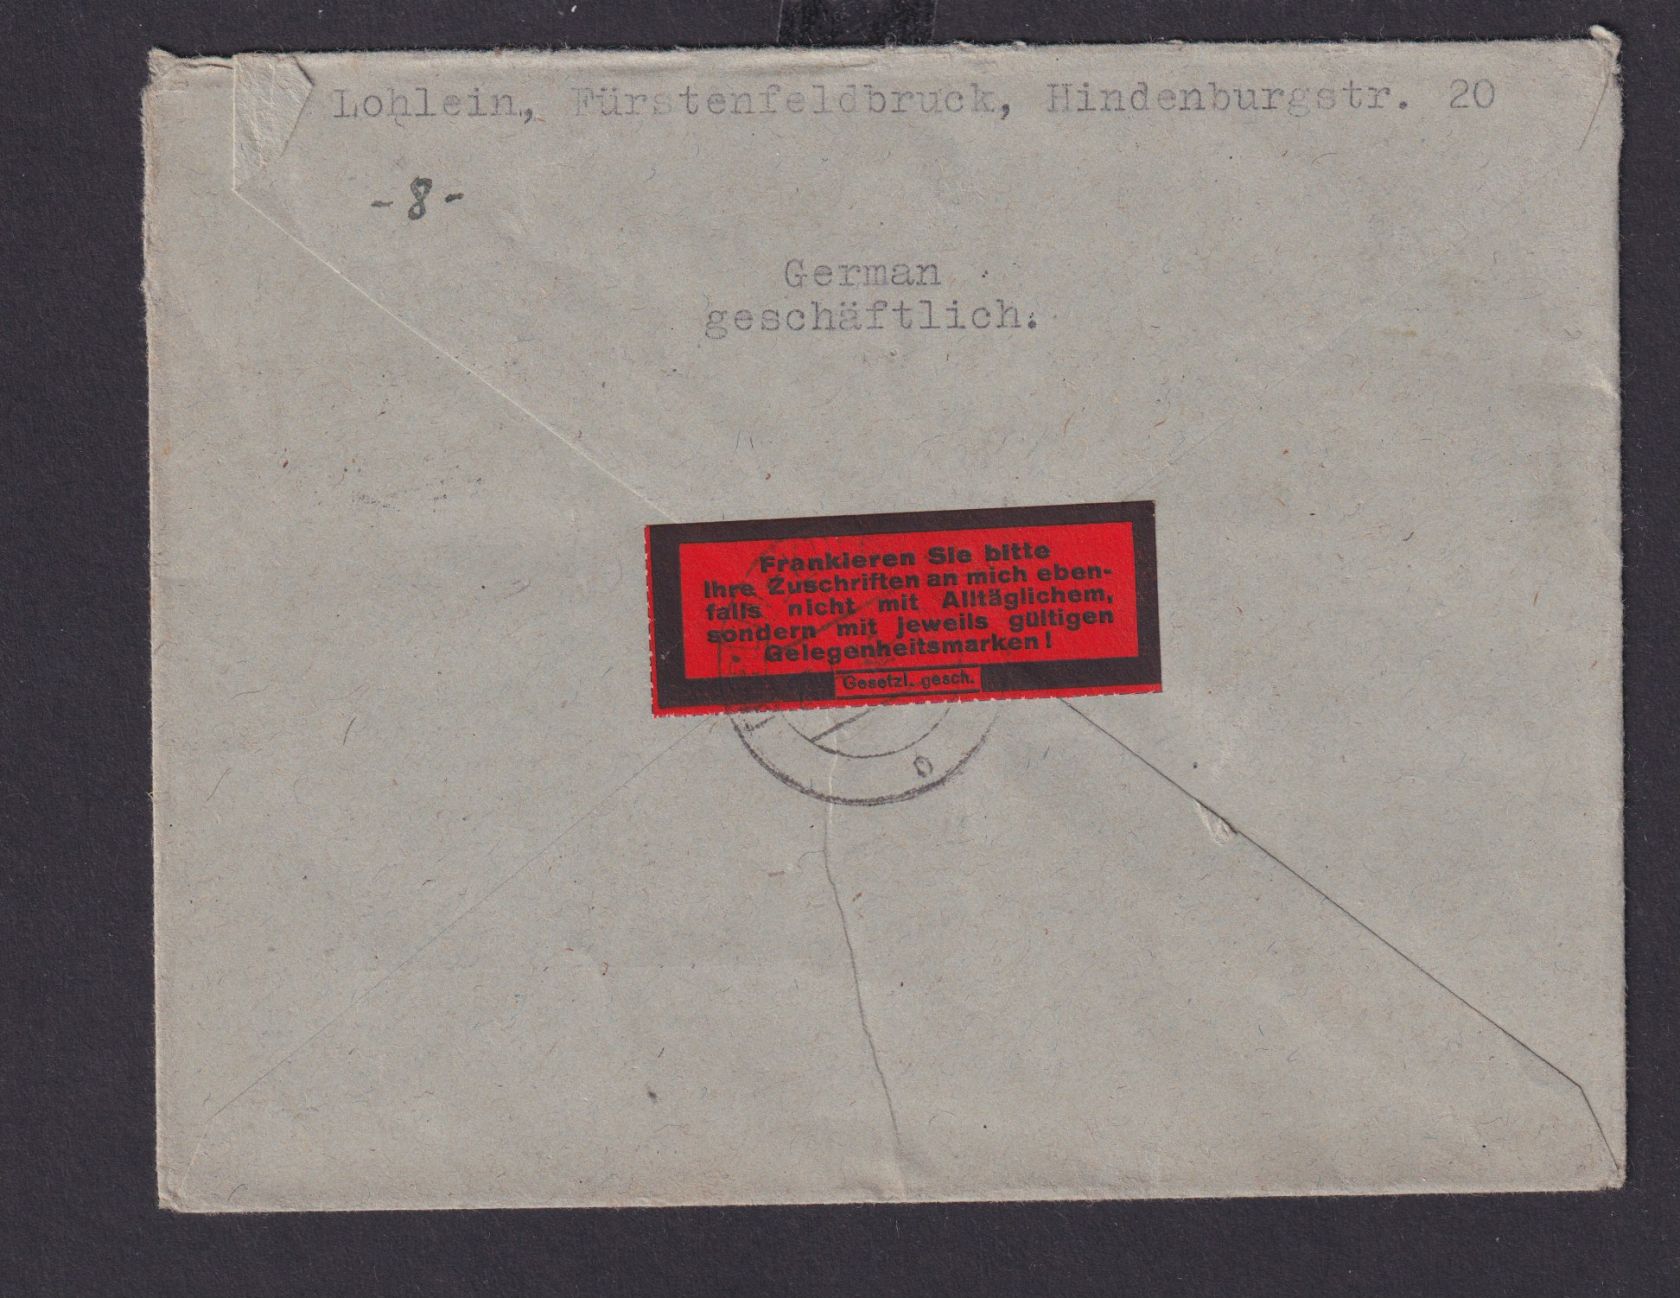 Lohlein, Fürstenfeldbruck, Hindenburgstr. 20
-8-
German
geschäftlich.
Frankieren Sie bitte
Ihre Zuschriften an mich eben-
falls nicht mit Alltäglichem,
sondern mit jeweils gültigen
Gelegenheitsmarken!
Gesetzl. gesch.